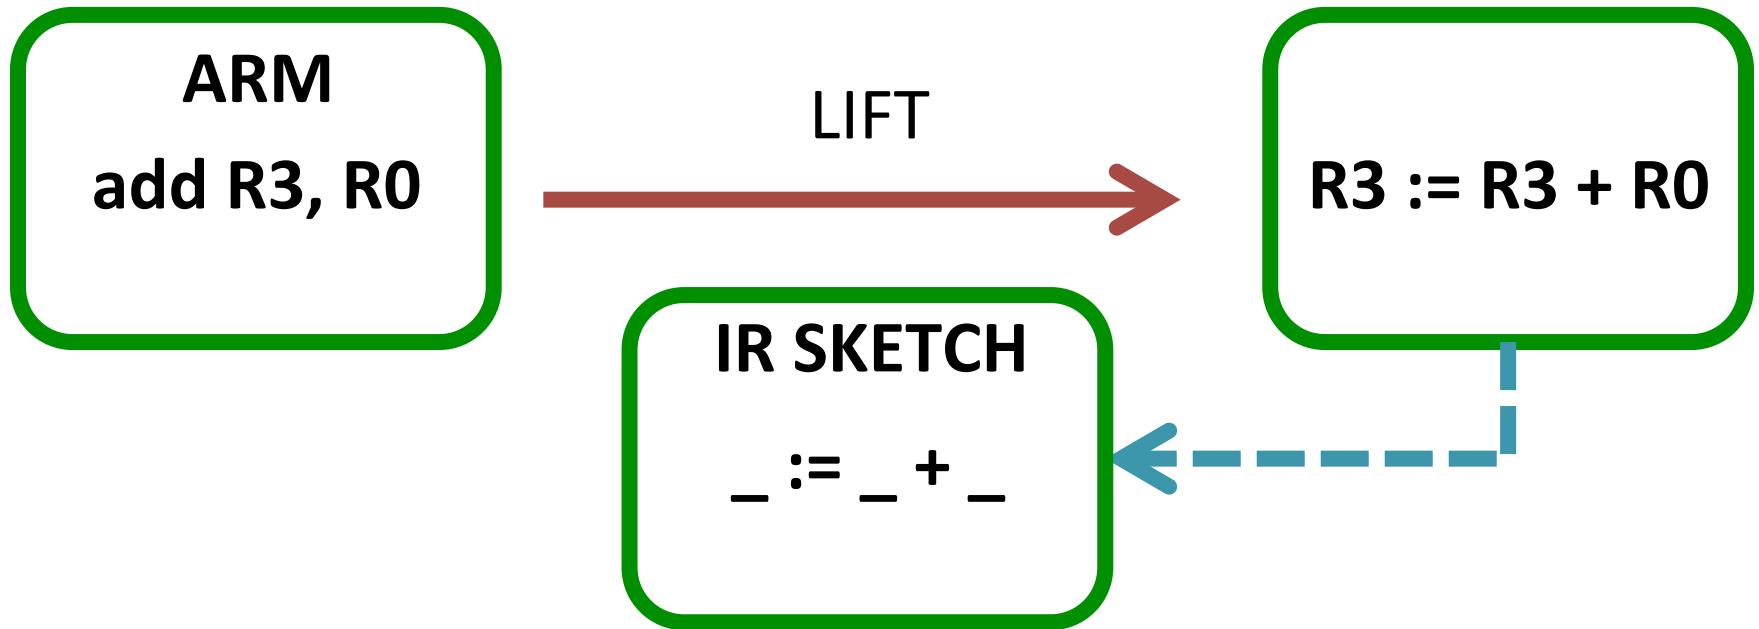 ARM
add R3, R0
LIFT
R3 := R3 + R0
IR SKETCH
_ := _ + _